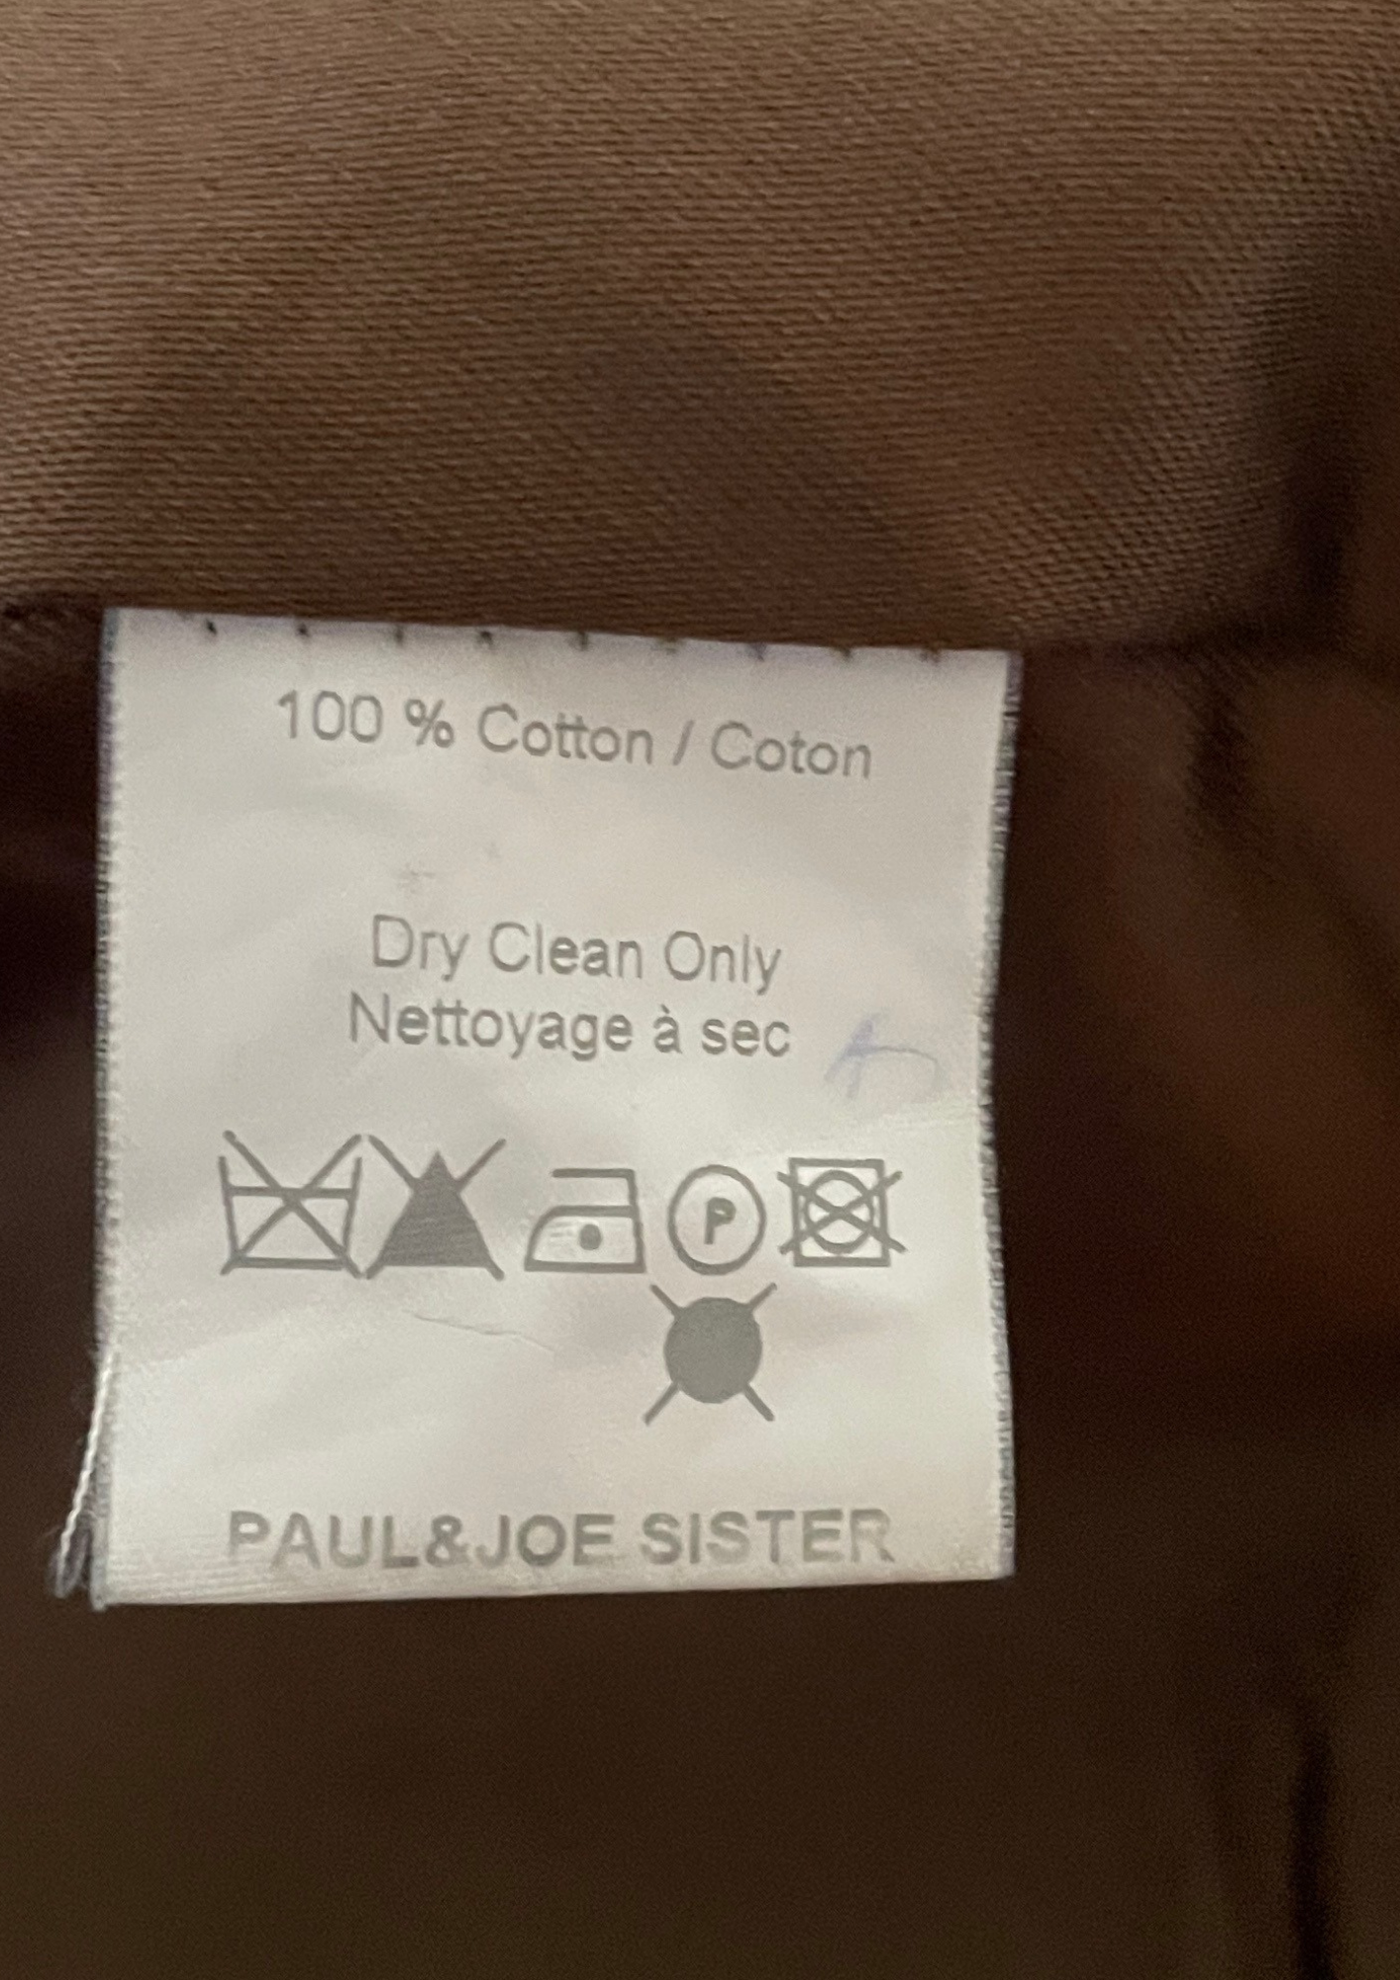 100 % Cotton / Coton
Dry Clean Only
Nettoyage à sec
P
PAUL&JOE SISTER